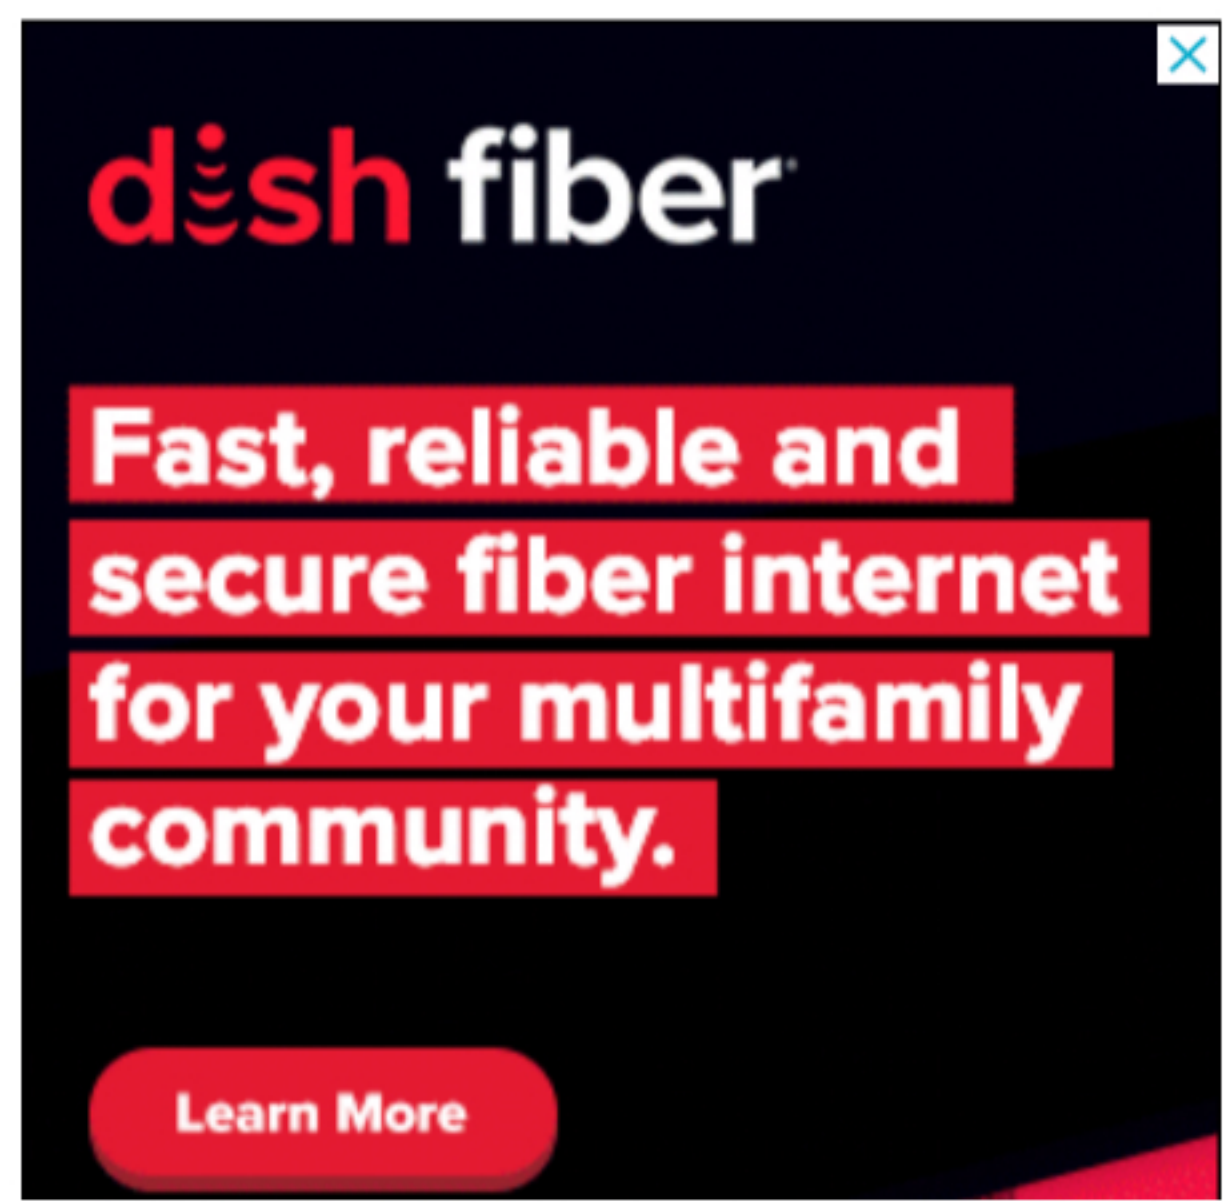 dish fiber
Fast, reliable and
secure fiber internet
for your multifamily
community.
Learn More